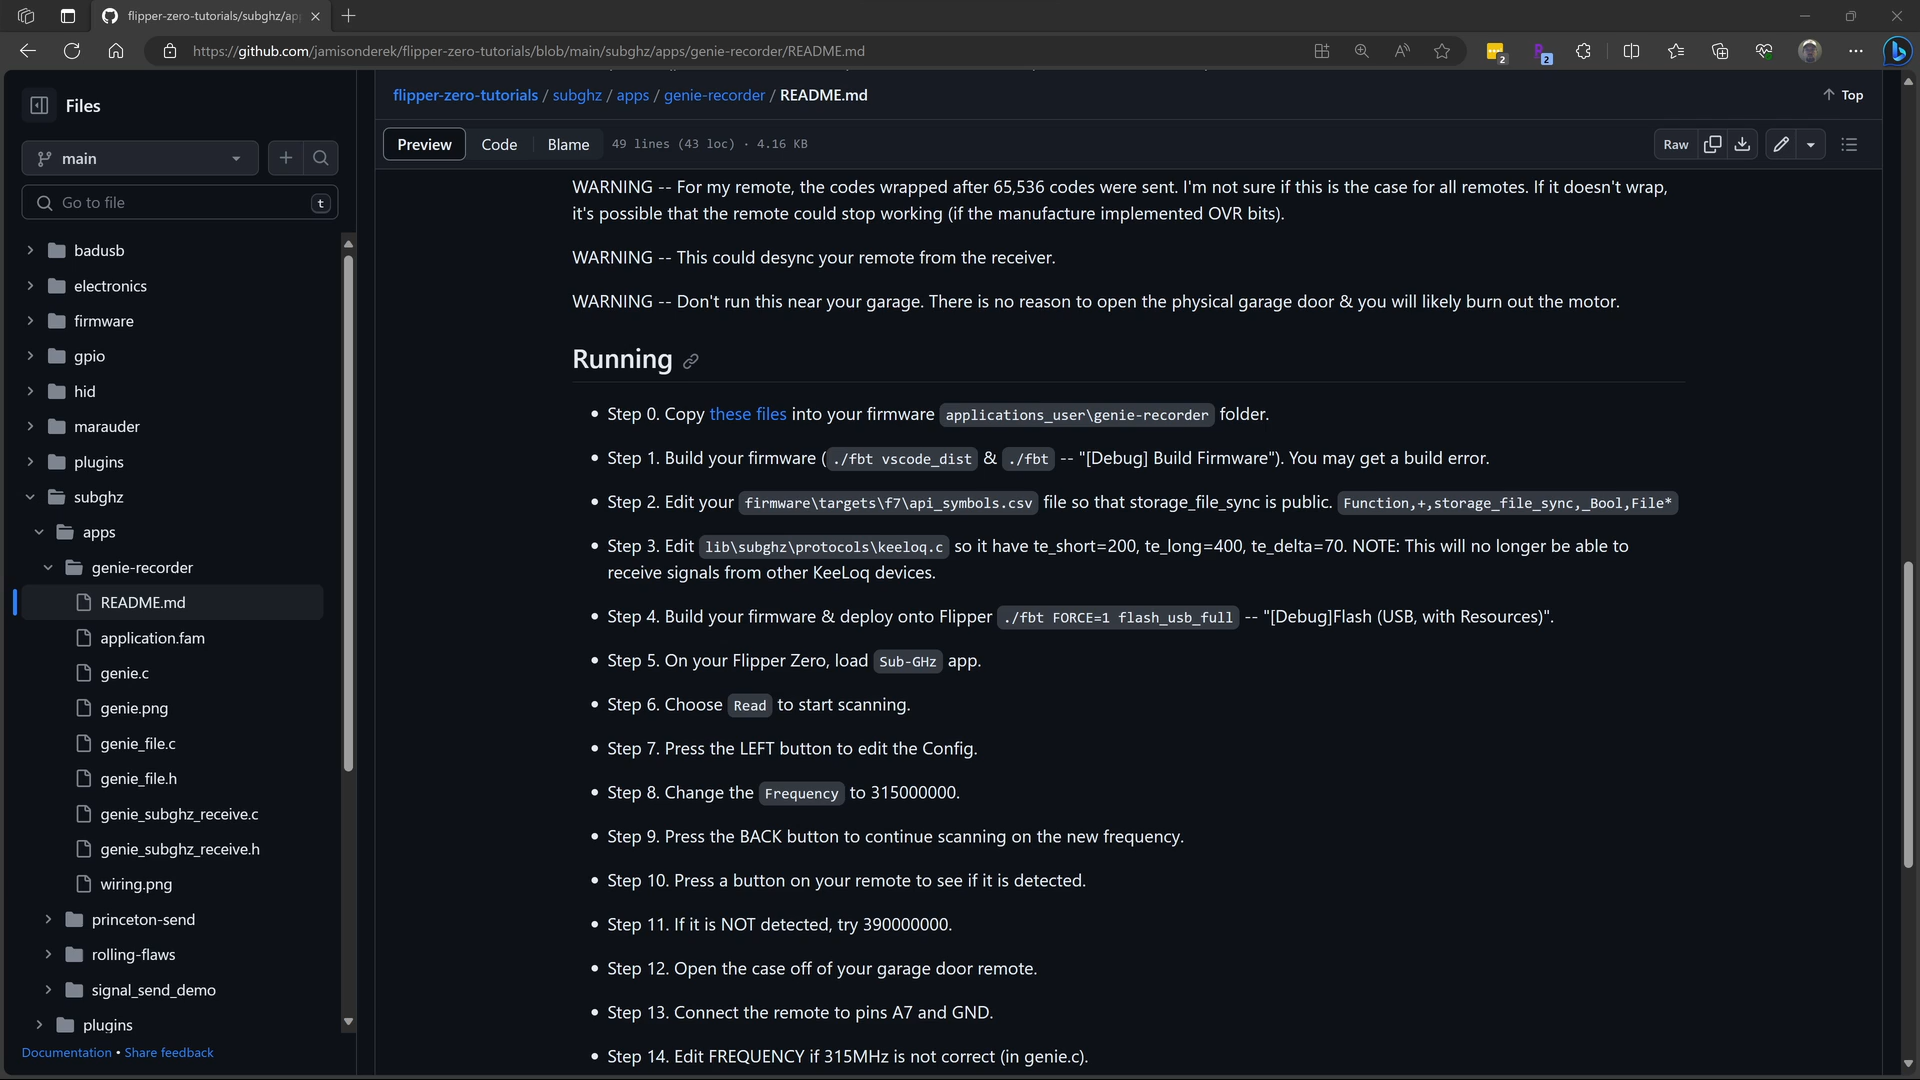 flipper-zero-tutorials/subghz/ap
https://github.com/jamisonderek/flipper-zero-tutorials/blob/main/subghz/apps/genie-recorder/README.md
2
2
Files
main
Go to file
t
badusb
electronics
firmware
gpio
hid
marauder
plugins
subghz
apps
genie-recorder
README.md
application.fam
genie.c
genie.png
genie_file.c
genie_file.h
genie_subghz_receive.c
genie_subghz_receive.h
wiring.png
princeton-send
rolling-flaws
signal_send_demo
plugins
Documentation • Share feedback
flipper-zero-tutorials / subghz / apps / genie-recorder / README.md
Top
Preview Code Blame 49 lines (43 loc) · 4.16 KB
Raw
WARNING -- For my remote, the codes wrapped after 65,536 codes were sent. I'm not sure if this is the case for all remotes. If it doesn't wrap,
it's possible that the remote could stop working (if the manufacture implemented OVR bits).
WARNING -- This could desync your remote from the receiver.
WARNING -- Don't run this near your garage. There is no reason to open the physical garage door & you will likely burn out the motor.
Running
• Step 0. Copy these files into your firmware applications_user\genie-recorder folder.
• Step 1. Build your firmware ( ./fbt vscode_dist & ./fbt -- "[Debug] Build Firmware"). You may get a build error.
• Step 2. Edit your firmware\targets\f7\api_symbols.csv file so that storage_file_sync is public. Function,+,storage_file_sync,_Bool,File*
• Step 3. Edit lib\subghz\protocols\keeloq.c so it have te_short=200, te_long=400, te_delta=70. NOTE: This will no longer be able to
receive signals from other KeeLoq devices.
• Step 4. Build your firmware & deploy onto Flipper ./fbt FORCE=1 flash_usb_full -- "[Debug]Flash (USB, with Resources)".
• Step 5. On your Flipper Zero, load Sub-GHz app.
• Step 6. Choose Read to start scanning.
• Step 7. Press the LEFT button to edit the Config.
• Step 8. Change the Frequency to 315000000.
• Step 9. Press the BACK button to continue scanning on the new frequency.
• Step 10. Press a button on your remote to see if it is detected.
• Step 11. If it is NOT detected, try 390000000.
• Step 12. Open the case off of your garage door remote.
• Step 13. Connect the remote to pins A7 and GND.
• Step 14. Edit FREQUENCY if 315MHz is not correct (in genie.c).